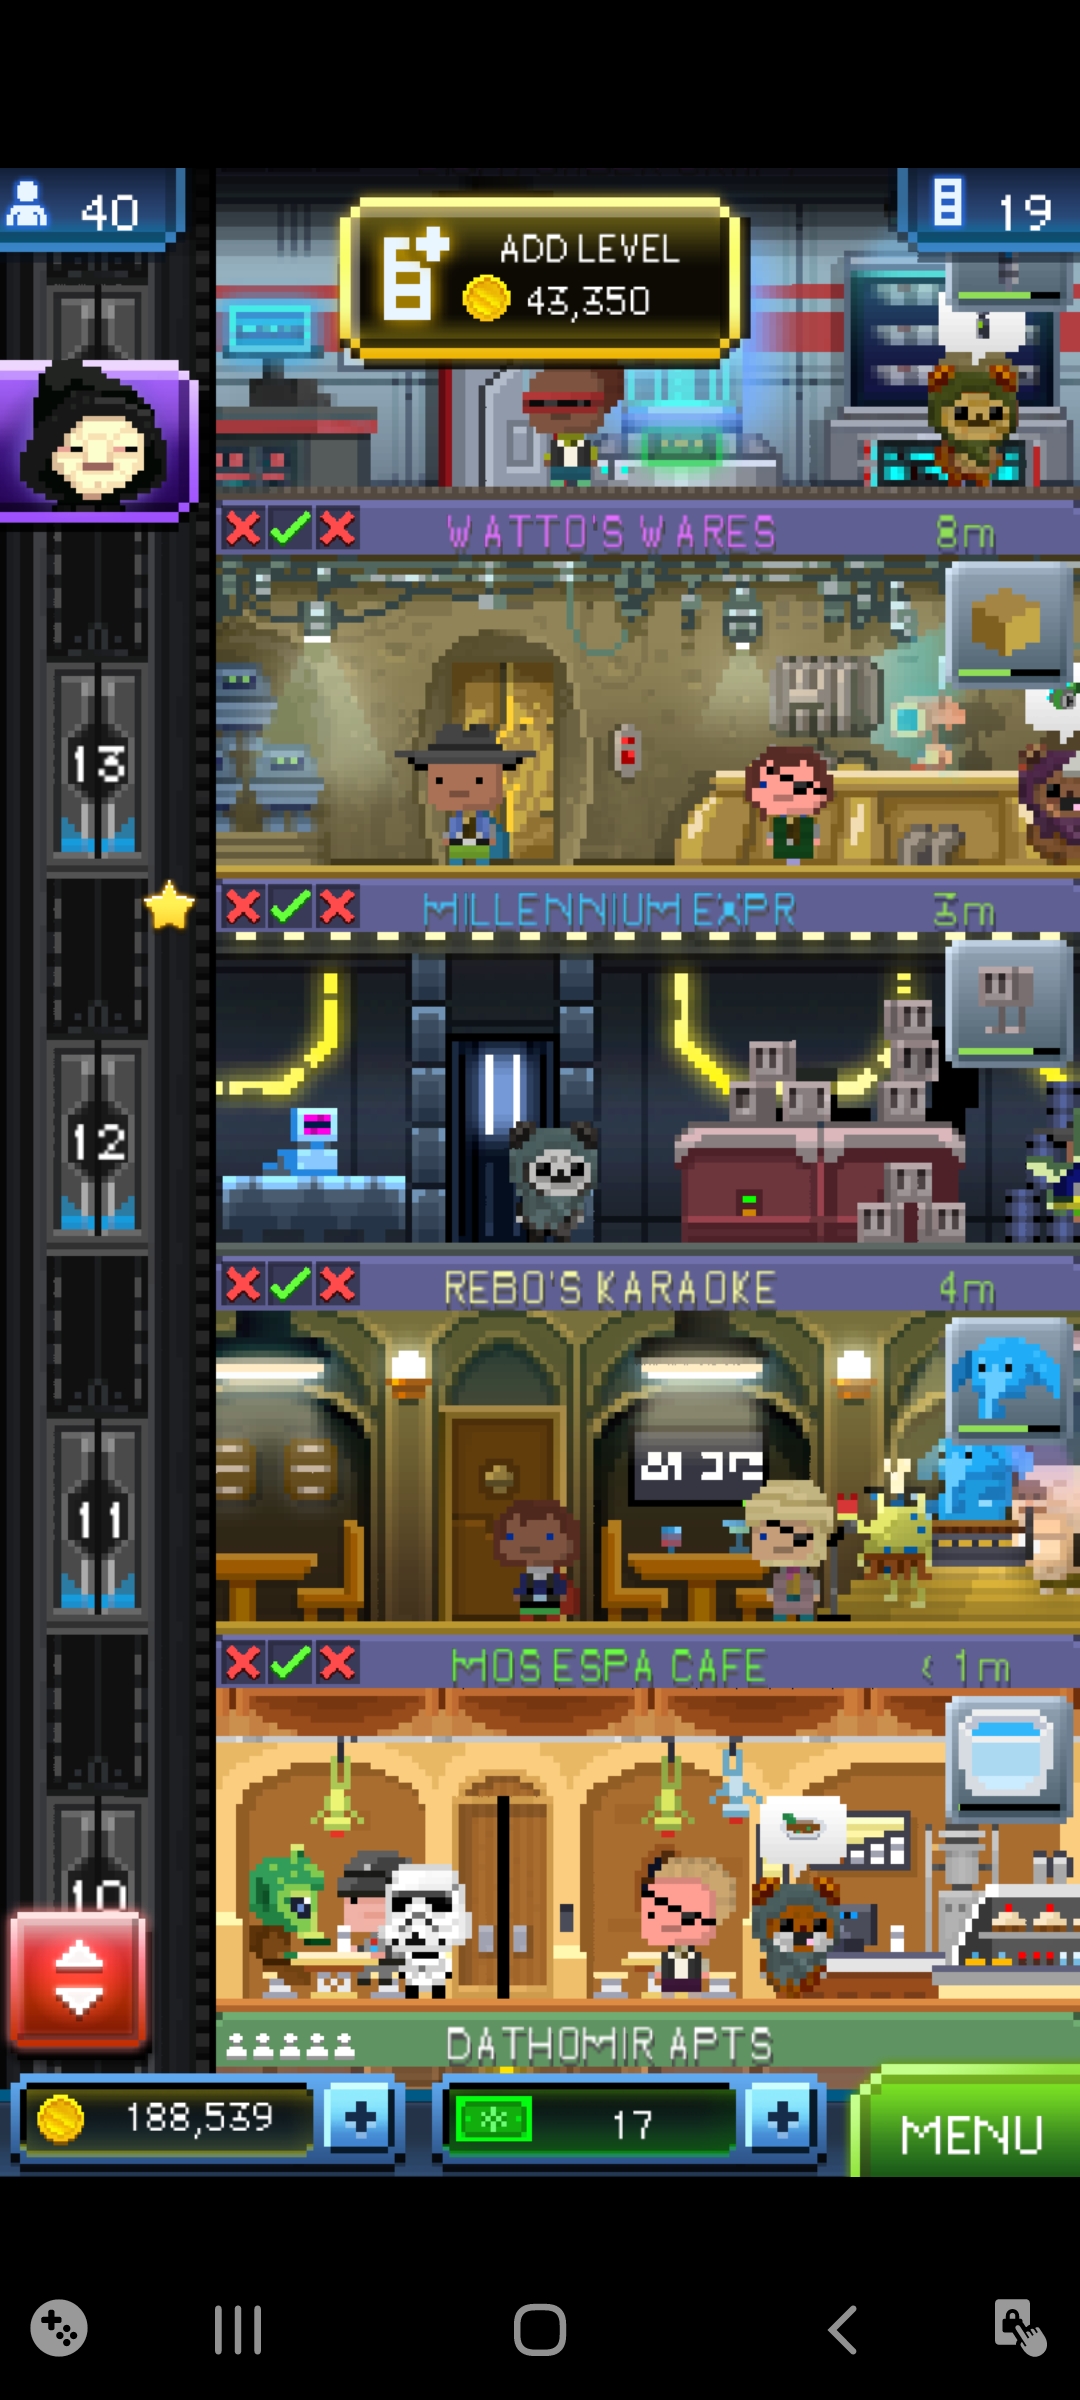 40
ADD LEVEL
43,350
19
WATTO'S WARES
8m
13
MILLENNIUM EXPR
3m
12
REBO'S KARAOKE
4m
11
MOS ESPA CAFE
< 1m
10
DATHOMIR APTS
188,539
17
MENU